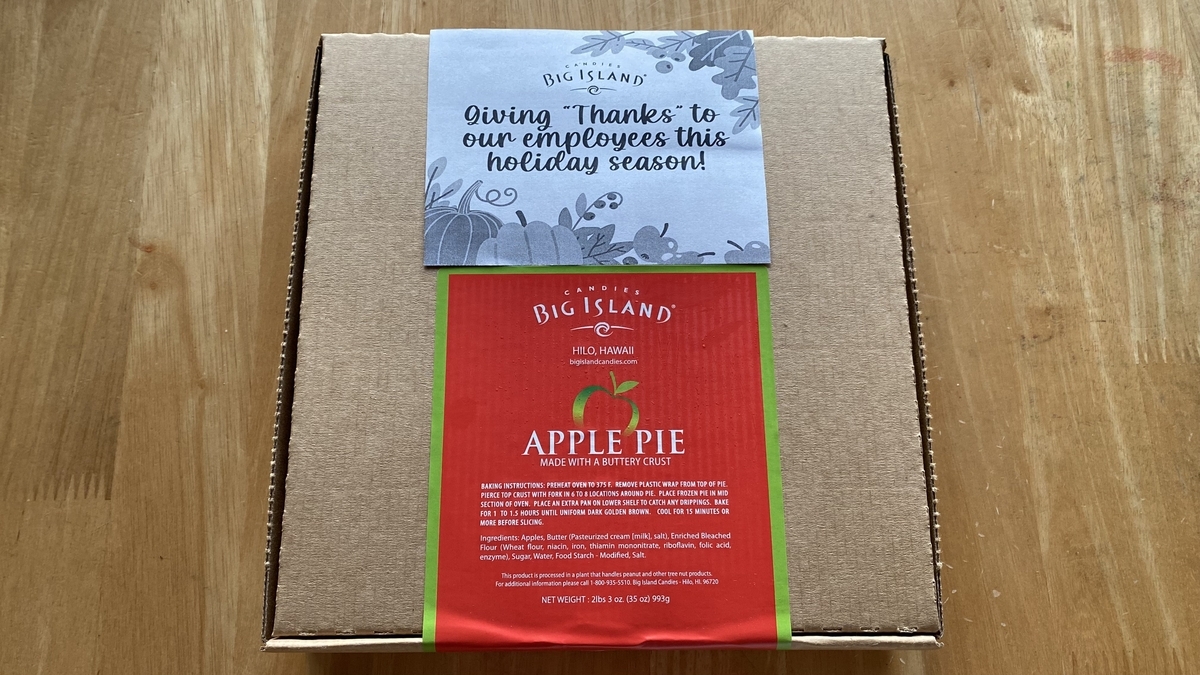 CANDIES
BIG ISLAND®
Giving "Thanks" to
our employees this
holiday season!
CANDIES
BIG ISLAND®
HILO, HAWAII
bigislandcandies.com
APPLE PIE
MADE WITH A BUTTERY CRUST
BAKING INSTRUCTIONS: PREHEAT OVEN TO 375 F. REMOVE PLASTIC WRAP FROM TOP OF PIE.
PIERCE TOP CRUST WITH FORK IN 6 TO 8 LOCATIONS AROUND PIE. PLACE FROZEN PIE IN MID
SECTION OF OVEN. PLACE AN EXTRA PAN ON LOWER SHELF TO CATCH ANY DRIPPINGS. BAKE
FOR 1 TO 1.5 HOURS UNTIL UNIFORM DARK GOLDEN BROWN. COOL FOR 15 MINUTES OR
MORE BEFORE SLICING.
Ingredients: Apples, Butter (Pasteurized cream [milk], salt), Enriched Bleached
Flour (Wheat flour, niacin, iron, thiamin mononitrate, riboflavin, folic acid,
enzyme), Sugar, Water, Food Starch - Modified, Salt.
This product is processed in a plant that handles peanut and other tree nut products.
For additional information please call 1-800-935-5510. Big Island Candies - Hilo, HI. 96720
NET WEIGHT : 2lbs 3 oz. (35 oz) 993g